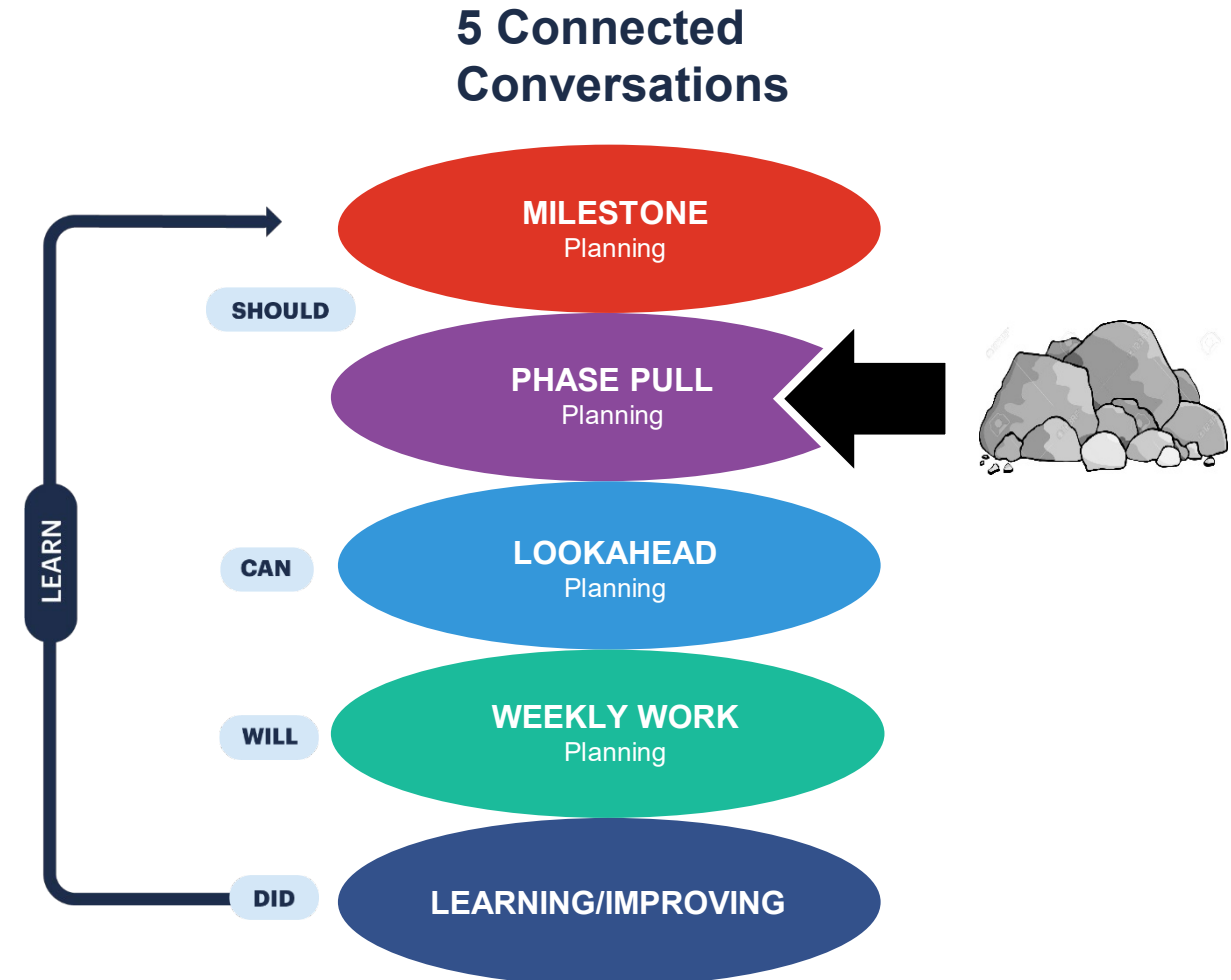 5 Connected
Conversations
MILESTONE
Planning
SHOULD
PHASE PULL
Planning
LEARN
LOOKAHEAD
Planning
CAN
WEEKLY WORK
Planning
WILL
LEARNING/IMPROVING
DID